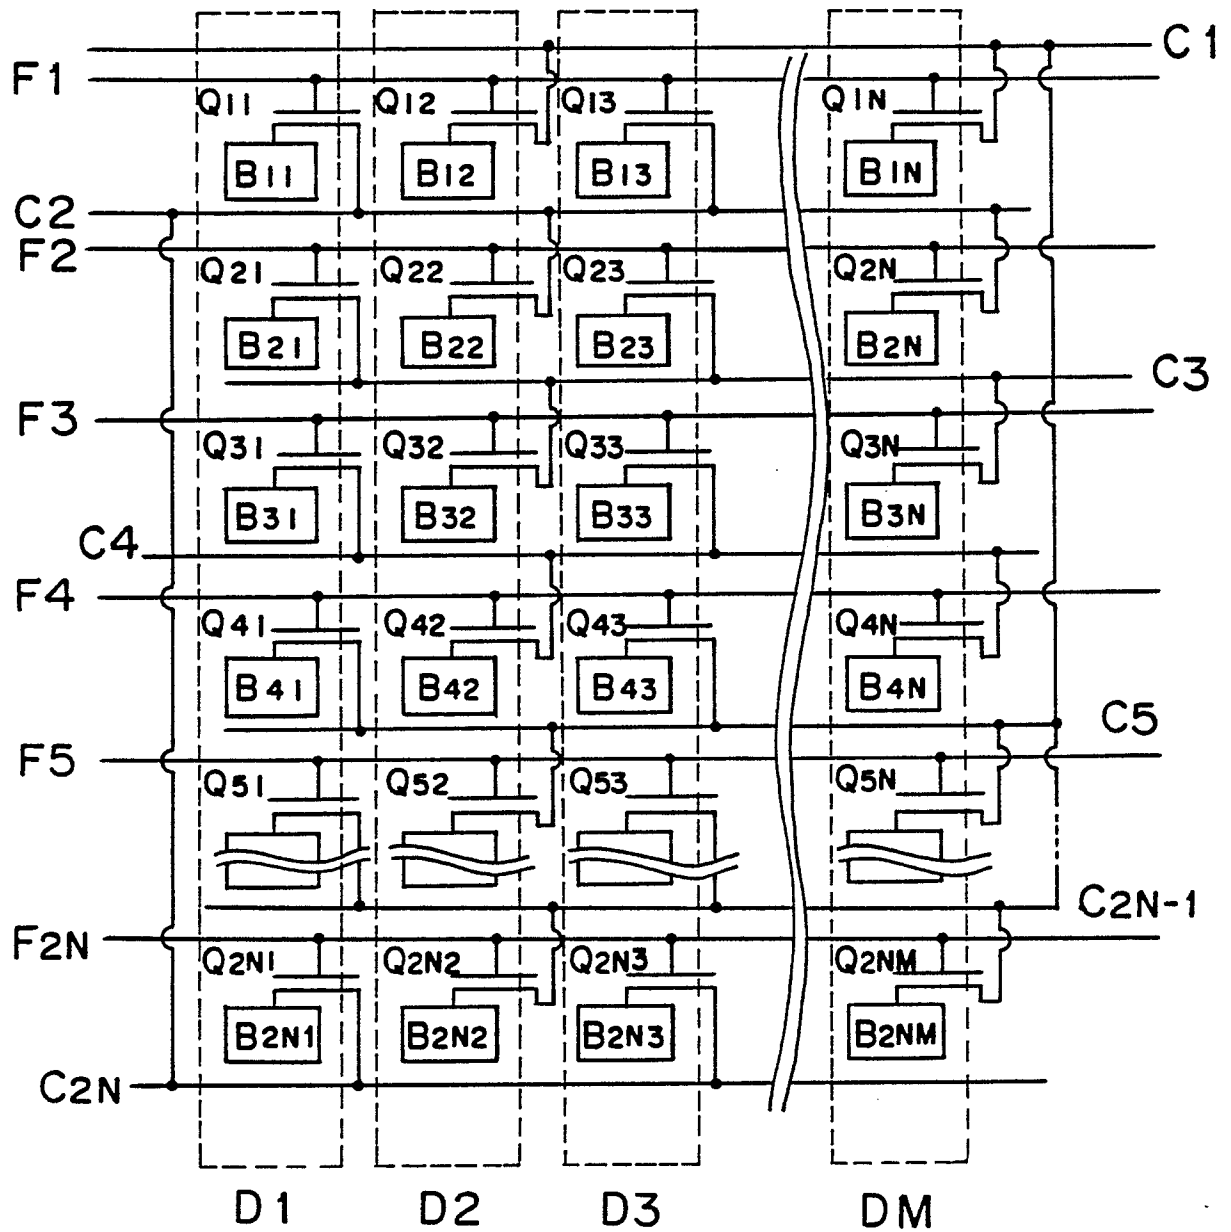 C1
F1
Q11 Q12 Q13 Q1N
B11 B12 B13 B1N
C2
F2
Q21 Q22 Q23 Q2N
B21 B22 B23 B2N
C3
F3
Q31 Q32 Q33 Q3N
B31 B32 B33 B3N
C4
F4
Q41 Q42 Q43 Q4N
B41 B42 B43 B4N
C5
F5
Q51 Q52 Q53 Q5N
C2N-1
F2N
Q2N1 Q2N2 Q2N3 Q2NM
B2N1 B2N2 B2N3 B2NM
C2N
D1 D2 D3 DM